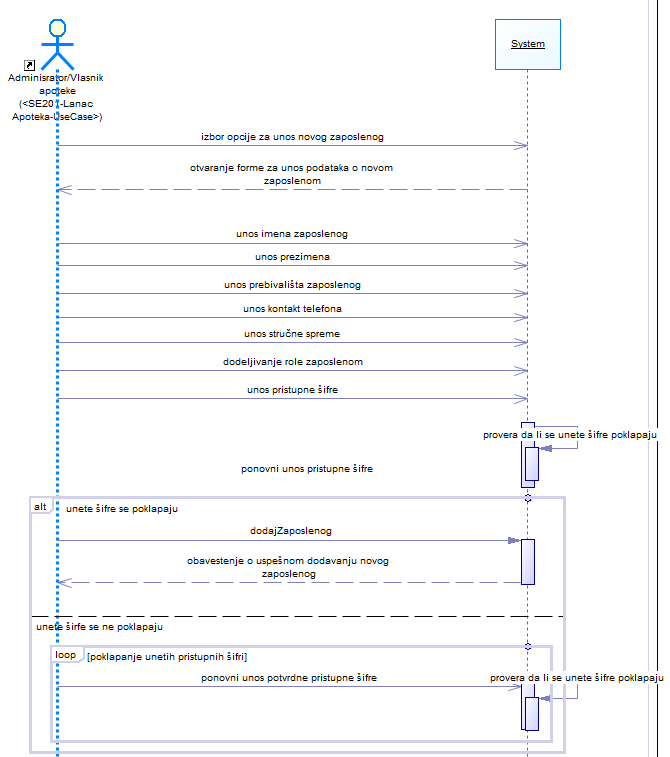 System
Adminisrator/Vlasnik
apoteke
(<SE201-Lanac
Apoteka-UseCase>)
izbor opcije za unos novog zaposlenog
otvaranje forme za unos podataka o novom
zaposlenom
unos imena zaposlenog
unos prezimena
unos prebivališta zaposlenog
unos kontakt telefona
unos stručne spreme
dodeljivanje role zaposlenom
unos pristupne šifre
provera da li se unete šifre poklapaju
ponovni unos pristupne šifre
alt
unete šifre se poklapaju
dodajZaposlenog
obavestenje o uspešnom dodavanju novog
zaposlenog
unete širfe se ne poklapaju
loop
[poklapanje unetih pristupnih šifri]
ponovni unos potvrdne pristupne šifre
provera da li se unete šifre poklapaju